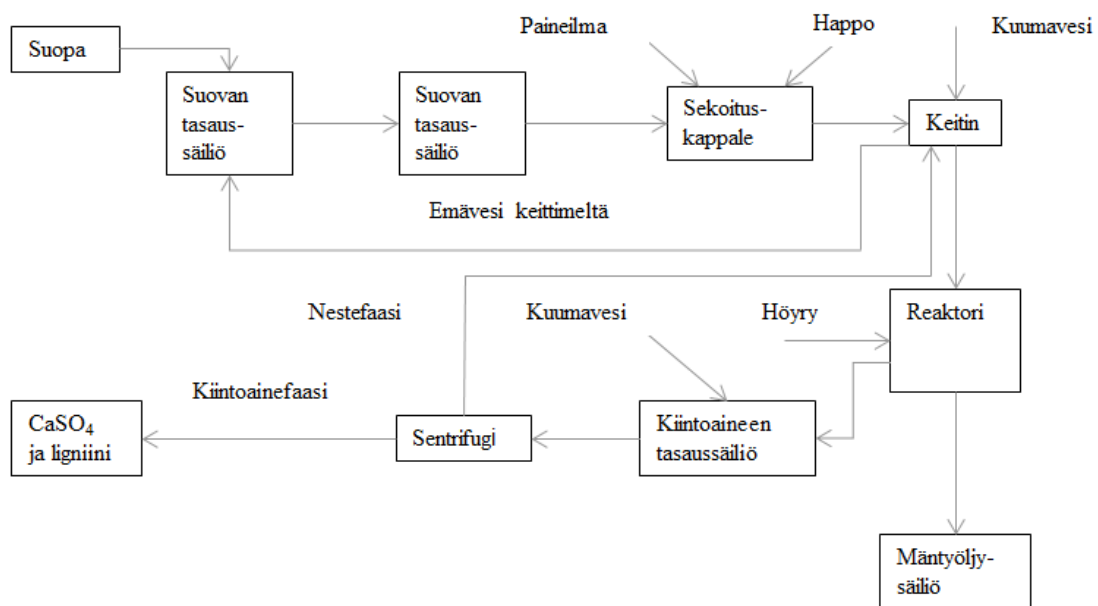 Paineilma
Happo
Kuumavesi
Suopa
Suovan
tasaus-
säiliö
Suovan
tasaus-
säiliö
Sekoitus-
kappale
Keitin
Emävesi keittimeltä
Nestefaasi
Kuumavesi
Höyry
Reaktori
Kiintoainefaasi
CaSO₄
ja ligniini
Sentrifugi
Kiintoaineen
tasaussäiliö
Mäntyöljy-
säiliö